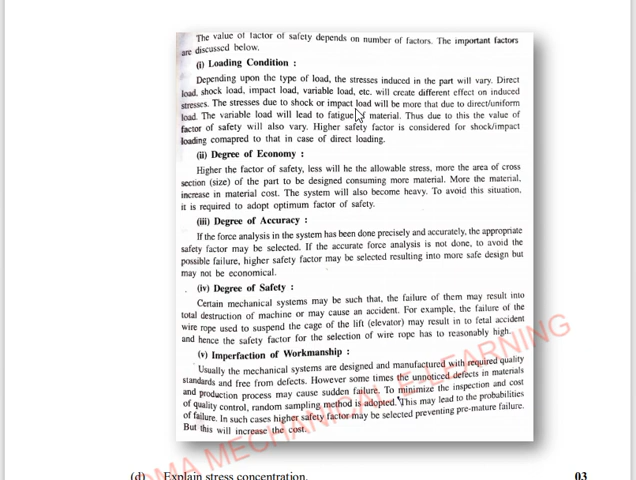 The value of factor of safety depends on number of factors. The important factors
are discussed below.
(i) Loading Condition :
Depending upon the type of load, the stresses induced in the part will vary. Direct
load, shock load, impact load, variable load, etc. will create different effect on induced
stresses. The stresses due to shock or impact load will be more that due to direct/uniform
load. The variable load will lead to fatigue of material. Thus due to this the value of
factor of safety will also vary. Higher safety factor is considered for shock/impact
loading comapred to that in case of direct loading.
(ii) Degree of Economy :
Higher the factor of safety, less will be the allowable stress, more the area of cross
section (size) of the part to be designed consuming more material. More the material,
increase in material cost. The system will also become heavy. To avoid this situation,
it is required to adopt optimum factor of safety.
(iii) Degree of Accuracy :
If the force analysis in the system has been done precisely and accurately, the appropriate
safety factor may be selected. If the accurate force analysis is not done, to avoid the
possible failure, higher safety factor may be selected resulting into more safe design but
may not be economical.
(iv) Degree of Safety :
Certain mechanical systems may be such that, the failure of them may result into
total destruction of machine or may cause an accident. For example, the failure of the
wire rope used to suspend the cage of the lift (elevator) may result in to fetal accident
and hence the safety factor for the selection of wire rope has to reasonably high.
(v) Imperfaction of Workmanship :
Usually the mechanical systems are designed and manufactured with required quality
standards and free from defects. However some times the unnoticed defects in materials
and production process may cause sudden failure. To minimize the inspection and cost
of quality control, random sampling method is adopted. This may lead to the probabilities
of failure. In such cases higher safety factor may be selected preventing pre-mature failure.
But this will increase the cost.
OMA MECHANICAL E-LEARNING
(d) Explain stress concentration. 03